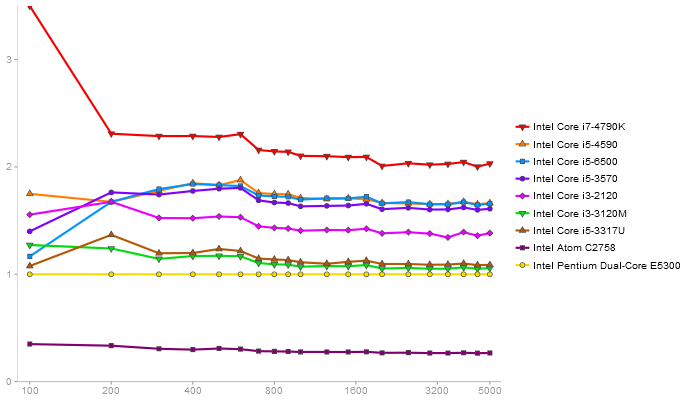 3
2
1
0
100
200
400
800
1600
3200
5000
Intel Core i7-4790K
Intel Core i5-4590
Intel Core i5-6500
Intel Core i5-3570
Intel Core i3-2120
Intel Core i3-3120M
Intel Core i5-3317U
Intel Atom C2758
Intel Pentium Dual-Core E5300